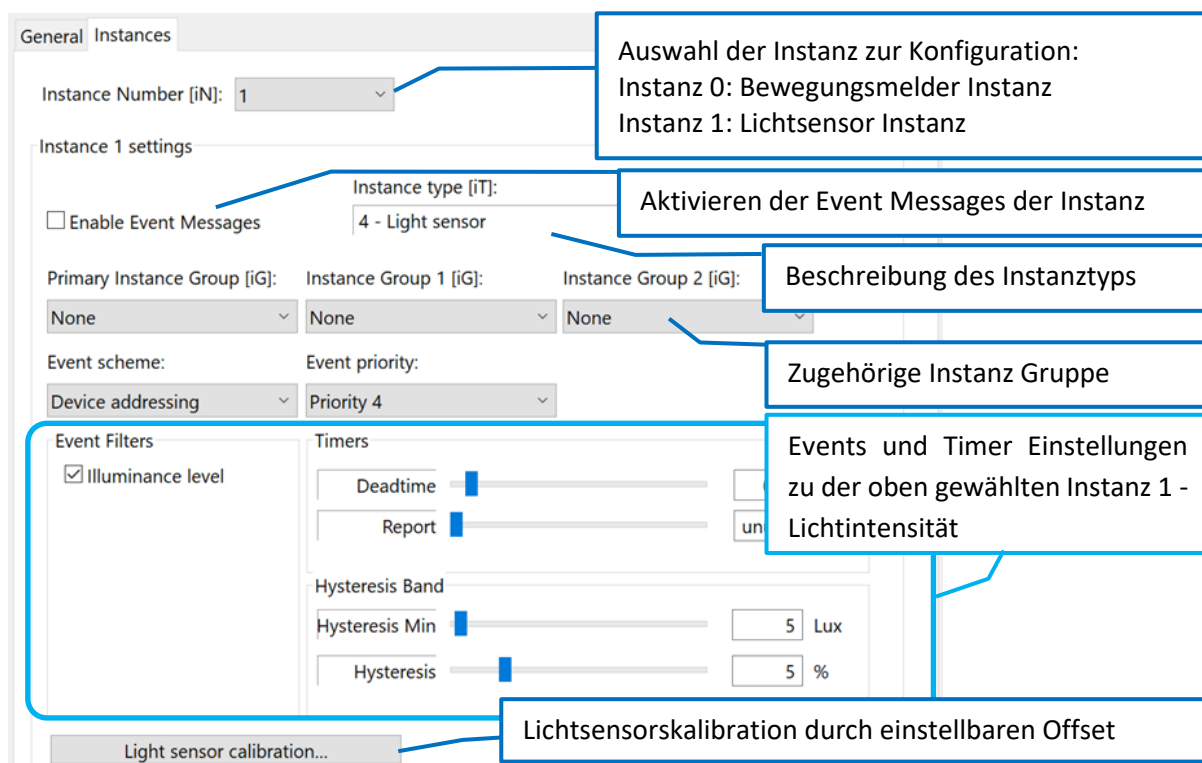 General Instances
Auswahl der Instanz zur Konfiguration:
Instanz 0: Bewegungsmelder Instanz
Instanz 1: Lichtsensor Instanz
Instance Number [iN]: 1
Instance 1 settings
Instance type [iT]:
Aktivieren der Event Messages der Instanz
Enable Event Messages
4 - Light sensor
Beschreibung des Instanztyps
Primary Instance Group [iG]: Instance Group 1 [iG]: Instance Group 2 [iG]:
None None None
Zugehörige Instanz Gruppe
Event scheme: Event priority:
Device addressing Priority 4
Events und Timer Einstellungen
zu der oben gewählten Instanz 1 -
Lichtintensität
Event Filters
Illuminance level
Timers
Deadtime
Report
Hysteresis Band
Hysteresis Min 5 Lux
Hysteresis 5 %
Lichtsensorskalibration durch einstellbaren Offset
Light sensor calibration...